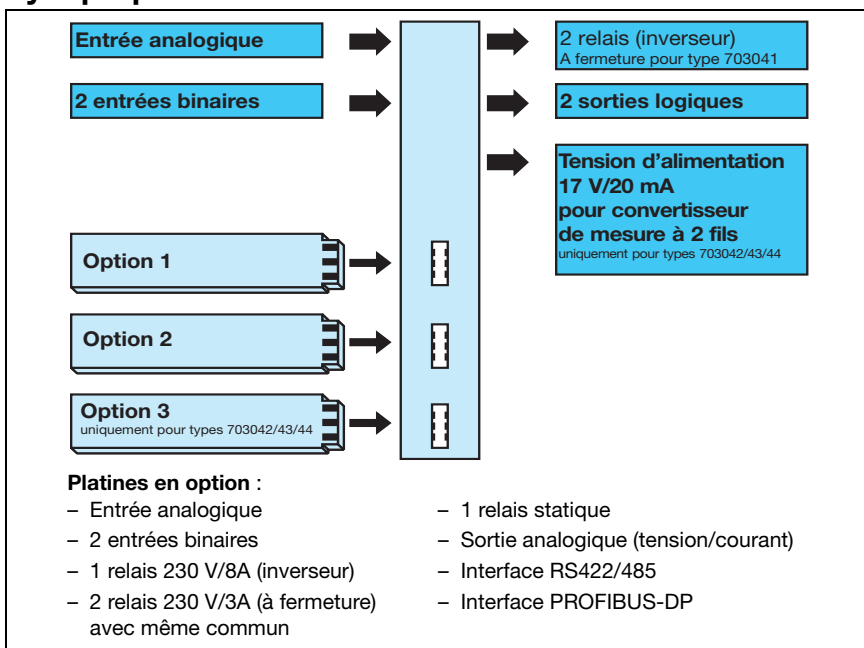 Entrée analogique
2 entrées binaires
2 relais (inverseur)
A fermeture pour type 703041
2 sorties logiques
Tension d'alimentation
17 V/20 mA
pour convertisseur
de mesure à 2 fils
uniquement pour types 703042/43/44
Option 1
Option 2
Option 3
uniquement pour types 703042/43/44
Platines en option :
– Entrée analogique
– 2 entrées binaires
– 1 relais 230 V/8A (inverseur)
– 2 relais 230 V/3A (à fermeture)
avec même commun
– 1 relais statique
– Sortie analogique (tension/courant)
– Interface RS422/485
– Interface PROFIBUS-DP